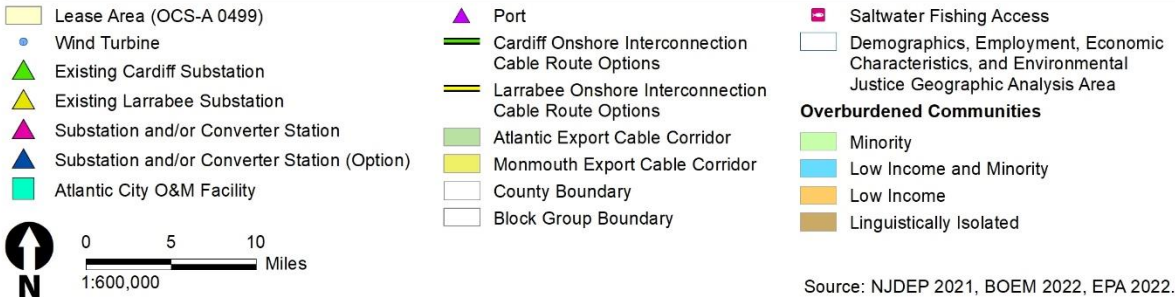 Lease Area (OCS-A 0499)
Wind Turbine
Existing Cardiff Substation
Existing Larrabee Substation
Substation and/or Converter Station
Substation and/or Converter Station (Option)
Atlantic City O&M Facility
N
0 5 10
Miles
1:600,000
Port
Cardiff Onshore Interconnection
Cable Route Options
Larrabee Onshore Interconnection
Cable Route Options
Atlantic Export Cable Corridor
Monmouth Export Cable Corridor
County Boundary
Block Group Boundary
Saltwater Fishing Access
Demographics, Employment, Economic
Characteristics, and Environmental
Justice Geographic Analysis Area
Overburdened Communities
Minority
Low Income and Minority
Low Income
Linguistically Isolated
Source: NJDEP 2021, BOEM 2022, EPA 2022.